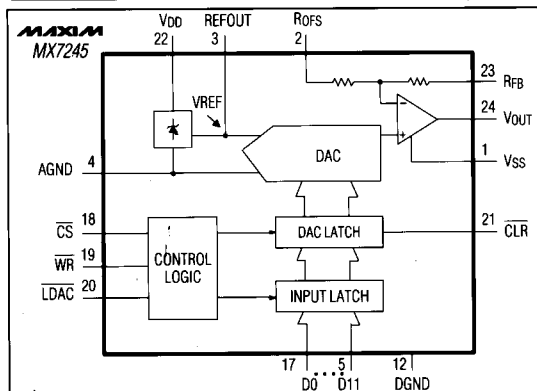 MAXIM
MX7245
VDD
22
REFOUT
3
ROFS
2
VREF
23
RFB
24
VOUT
1
VSS
AGND
4
DAC
CS
18
WR
19
LDAC
20
CONTROL
LOGIC
DAC LATCH
21
CLR
INPUT LATCH
17
5
12
D0
D11
DGND